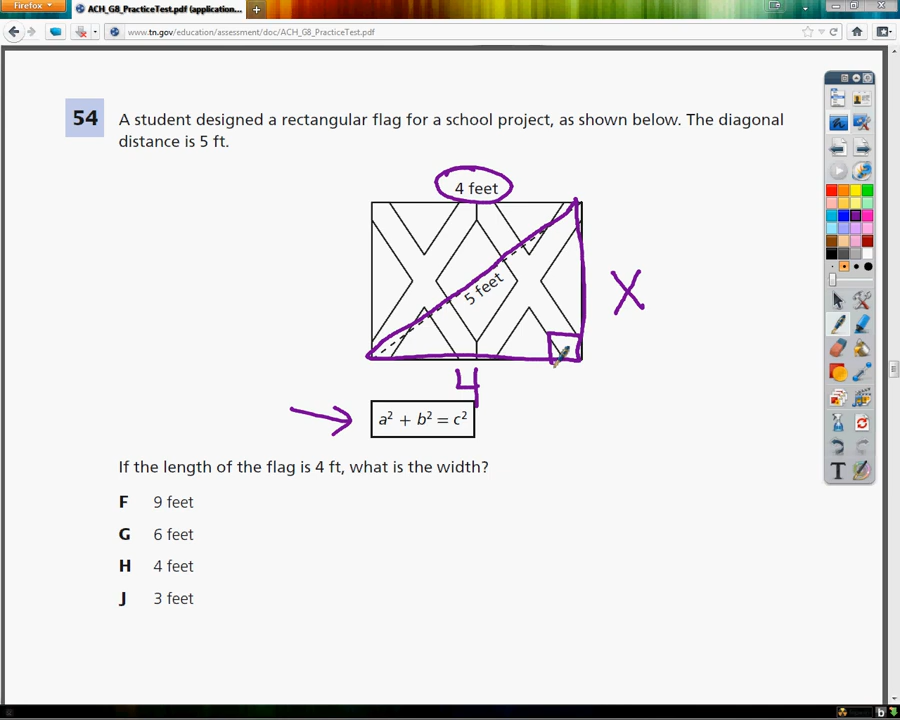 Firefox
ACH_G8_PracticeTest.pdf (application...
www.tn.gov/education/assessment/doc/ACH_G8_PracticeTest.pdf
54
A student designed a rectangular flag for a school project, as shown below. The diagonal
distance is 5 ft.
4 feet
5 feet
X
4
a² + b² = c²
If the length of the flag is 4 ft, what is the width?
F 9 feet
G 6 feet
H 4 feet
J 3 feet
T